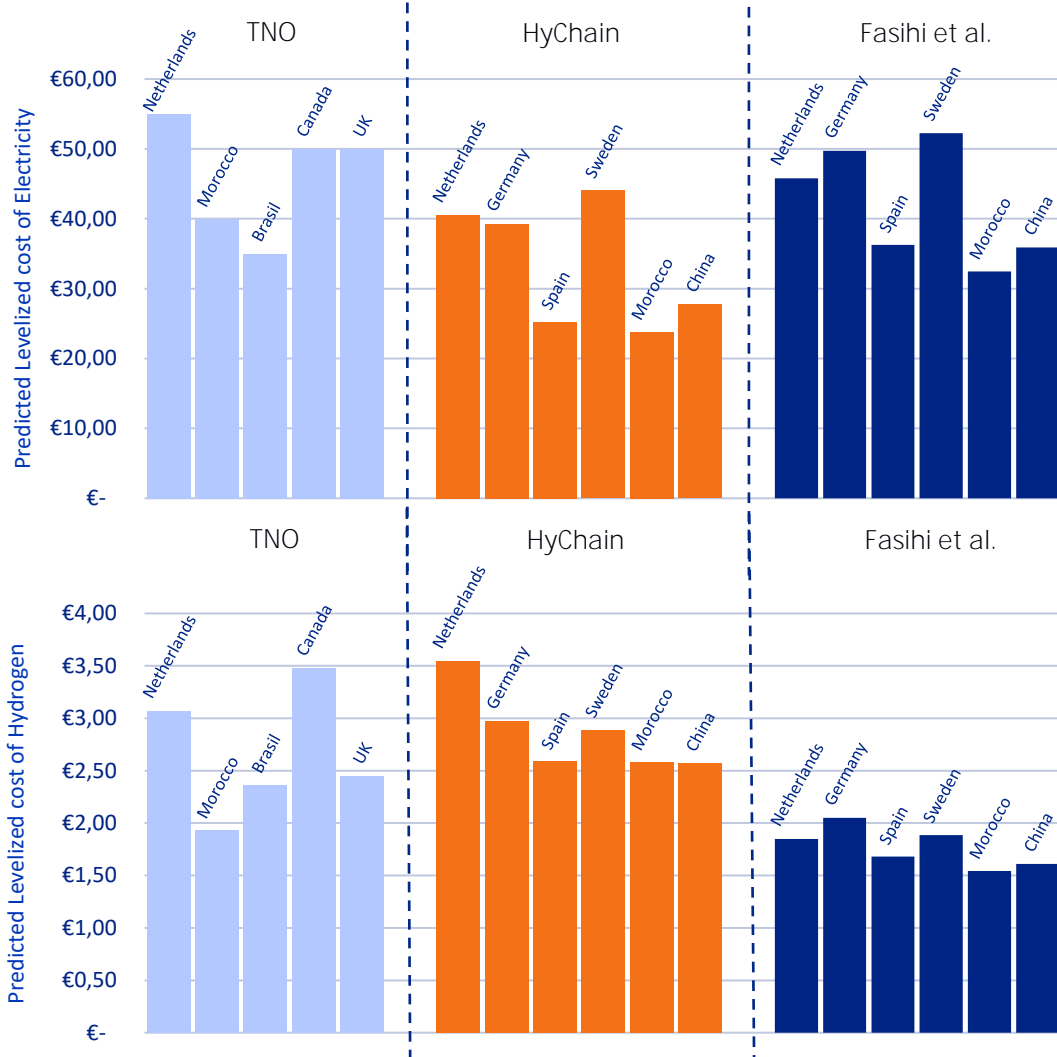 TNO
HyChain
Fasihi et al.
Predicted Levelized cost of Electricity
€60,00
€50,00
€40,00
€30,00
€20,00
€10,00
€-
Netherlands
Morocco
Brasil
Canada
UK
Netherlands
Germany
Spain
Sweden
Morocco
China
Netherlands
Germany
Spain
Sweden
Morocco
China
TNO
HyChain
Fasihi et al.
Predicted Levelized cost of Hydrogen
€4,00
€3,50
€3,00
€2,50
€2,00
€1,50
€1,00
€0,50
€-
Netherlands
Morocco
Brasil
Canada
UK
Netherlands
Germany
Spain
Sweden
Morocco
China
Netherlands
Germany
Spain
Sweden
Morocco
China